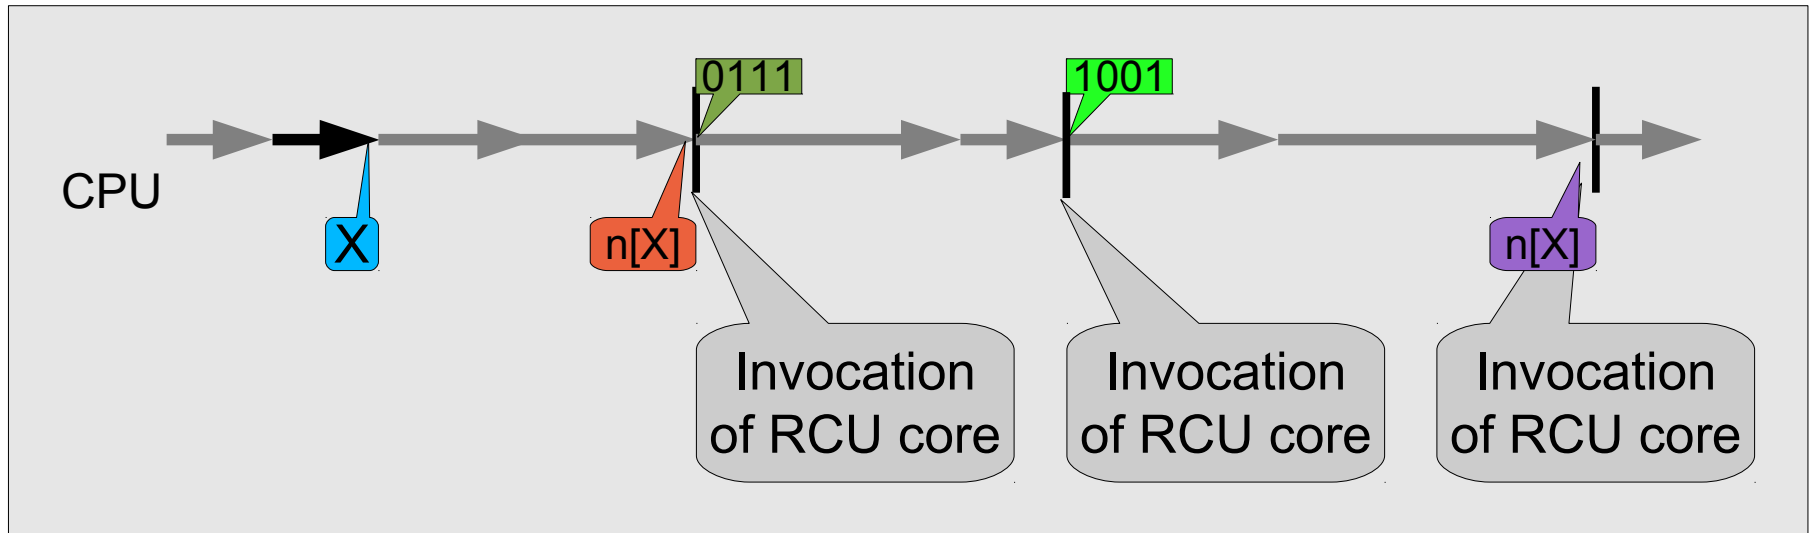 0111
1001
CPU
X
n[X]
n[X]
Invocation
of RCU core
Invocation
of RCU core
Invocation
of RCU core